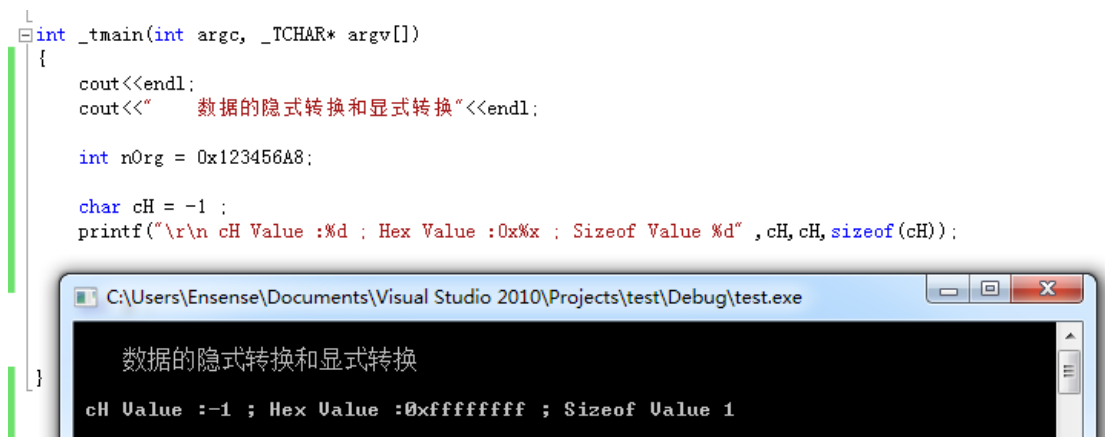 int _tmain(int argc, _TCHAR* argv[])
{
cout<<endl;
cout<<"    数据的隐式转换和显式转换"<<endl;
int nOrg = 0x123456A8;
char cH = -1 ;
printf("\r\n cH Value :%d ; Hex Value :0x%x ; Sizeof Value %d" ,cH,cH,sizeof(cH));
C:\Users\Ensense\Documents\Visual Studio 2010\Projects\test\Debug\test.exe
数据的隐式转换和显式转换
cH Value :-1 ; Hex Value :0xffffffff ; Sizeof Value 1
}